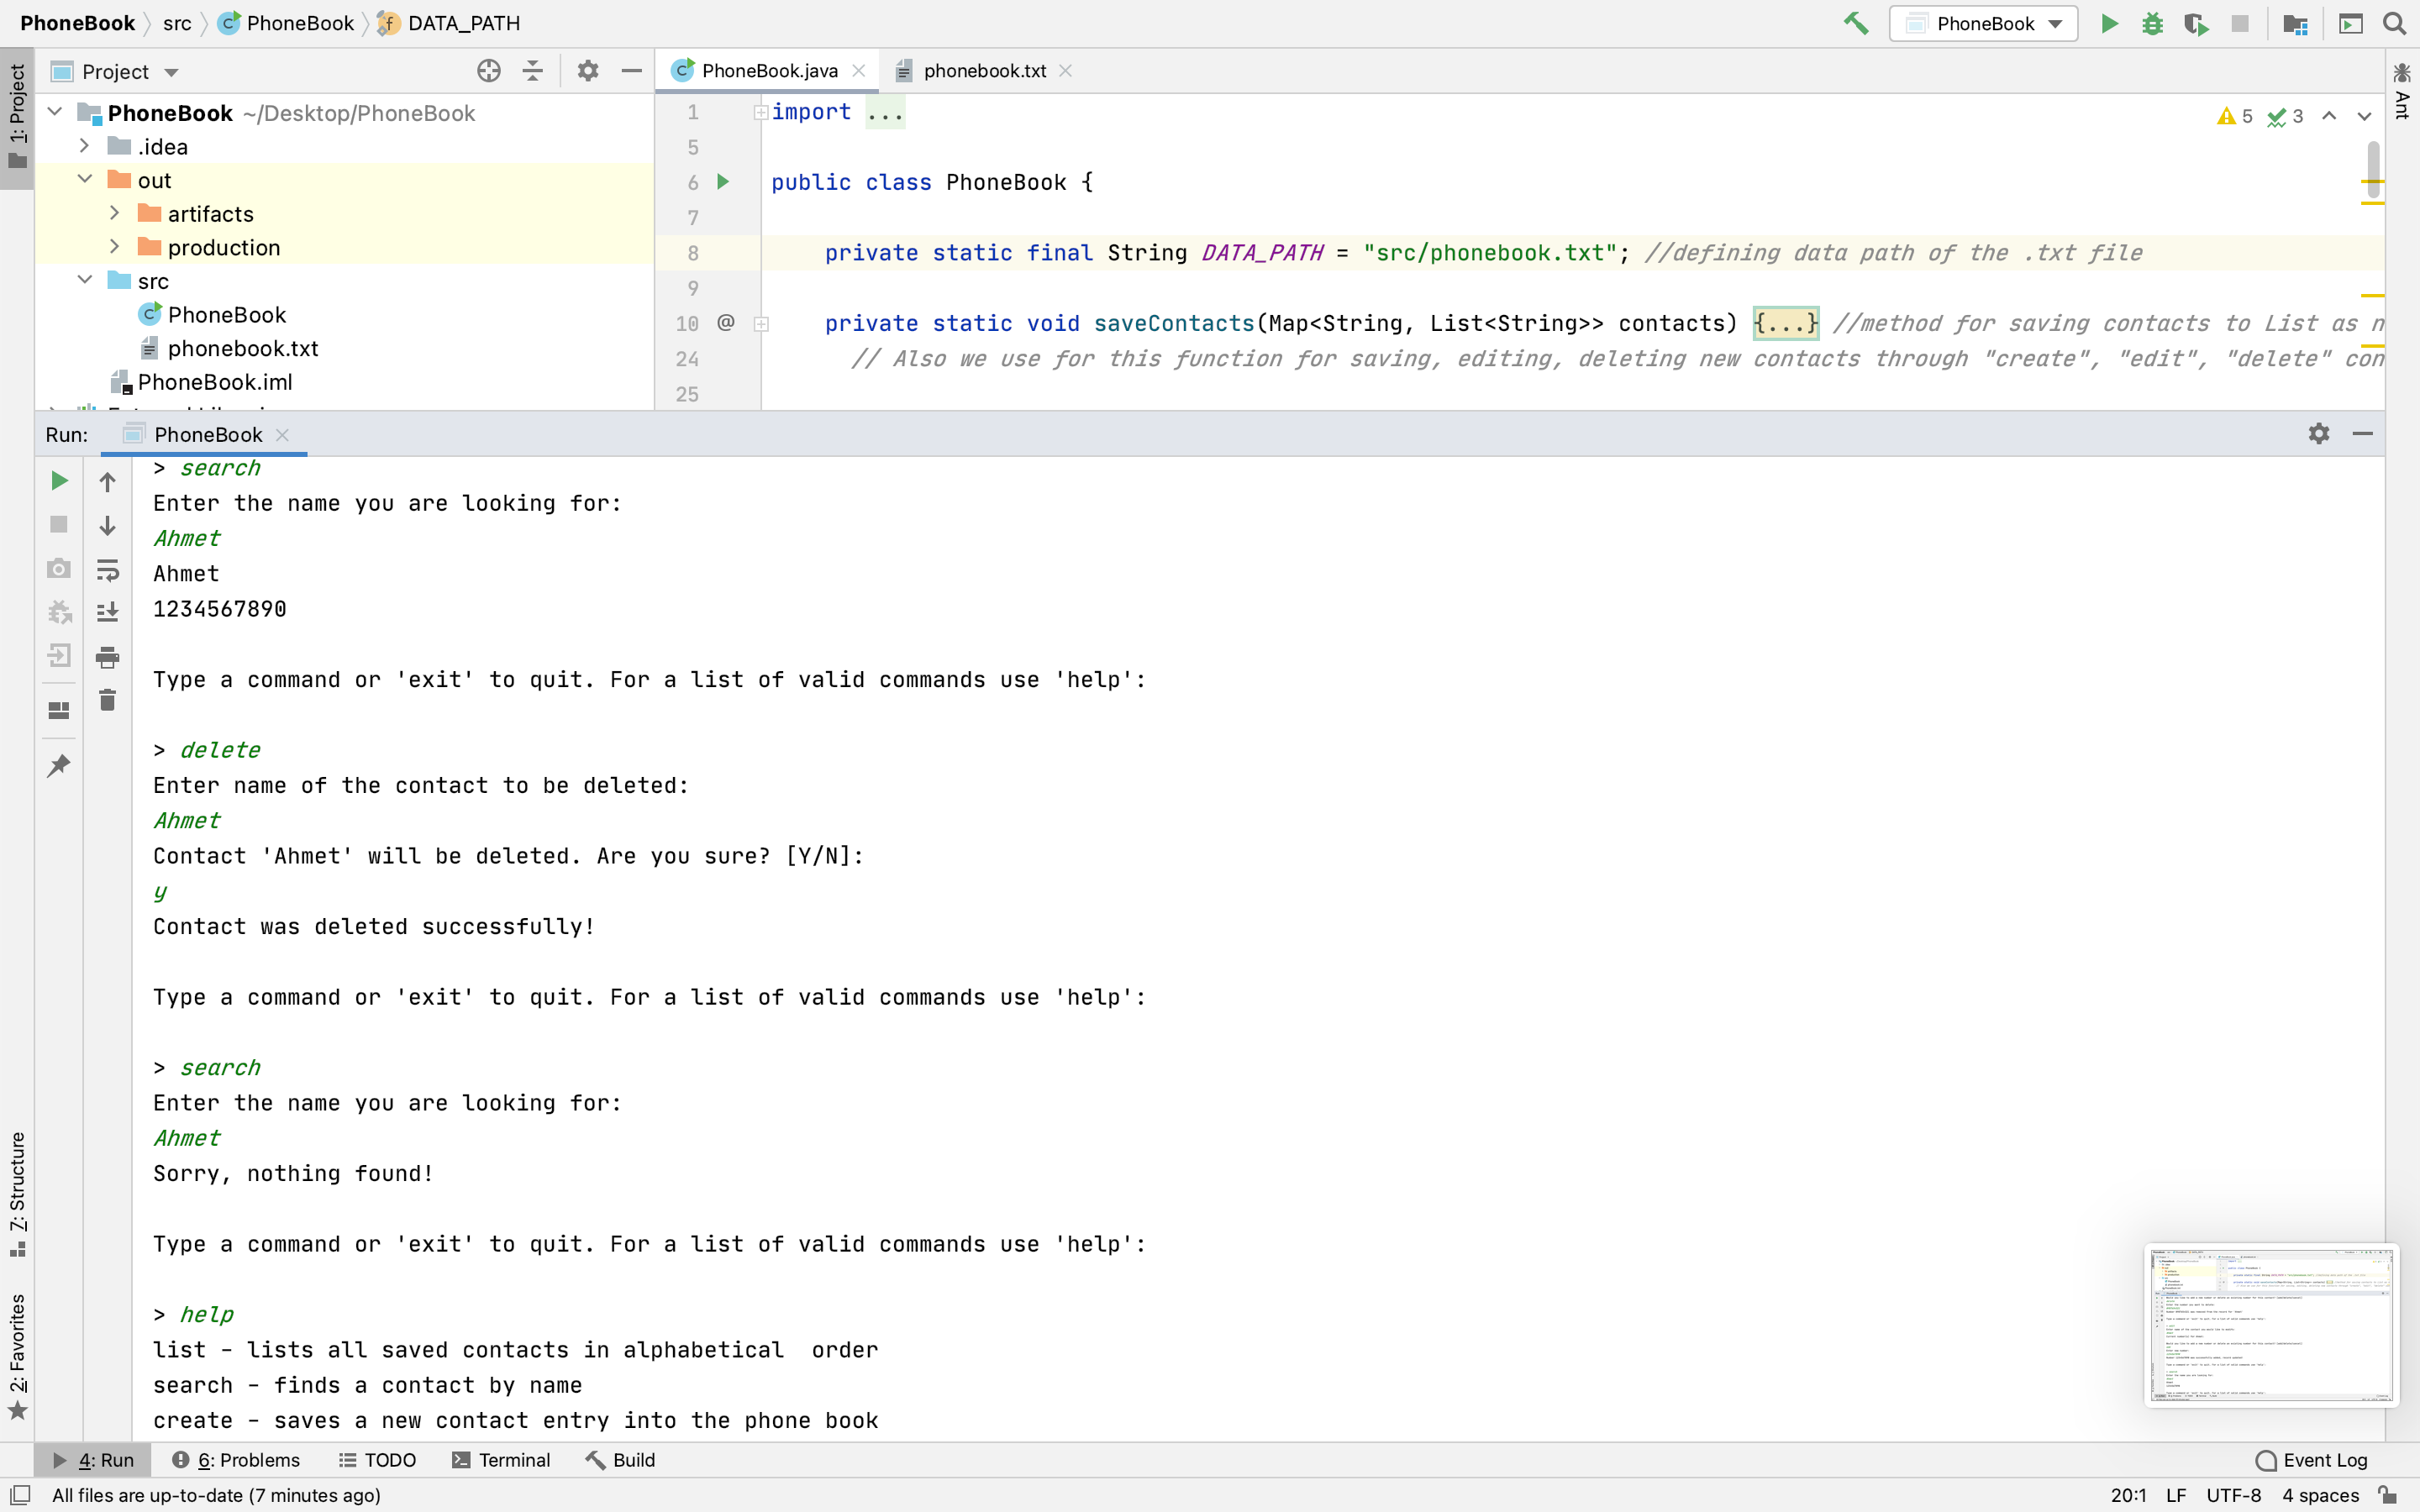 PhoneBook src PhoneBook DATA_PATH PhoneBook
1: Project
Project
PhoneBook.java
phonebook.txt
Ant
PhoneBook ~/Desktop/PhoneBook
.idea
out
artifacts
production
src
PhoneBook
phonebook.txt
PhoneBook.iml
1 import ...
5
6 public class PhoneBook {
7
8 private static final String DATA_PATH = "src/phonebook.txt"; //defining data path of the .txt file
9
10 @ private static void saveContacts(Map<String, List<String>> contacts) {...} //method for saving contacts to List as n
24 // Also we use for this function for saving, editing, deleting new contacts through "create", "edit", "delete" con
25
5 3
Run: PhoneBook
> search
Enter the name you are looking for:
Ahmet
Ahmet
1234567890
Type a command or 'exit' to quit. For a list of valid commands use 'help':
> delete
Enter name of the contact to be deleted:
Ahmet
Contact 'Ahmet' will be deleted. Are you sure? [Y/N]:
y
Contact was deleted successfully!
Type a command or 'exit' to quit. For a list of valid commands use 'help':
> search
Enter the name you are looking for:
Ahmet
Sorry, nothing found!
Type a command or 'exit' to quit. For a list of valid commands use 'help':
> help
list - lists all saved contacts in alphabetical  order
search - finds a contact by name
create - saves a new contact entry into the phone book
7: Structure
2: Favorites
4: Run 6: Problems TODO Terminal Build Event Log
All files are up-to-date (7 minutes ago) 20:1 LF UTF-8 4 spaces